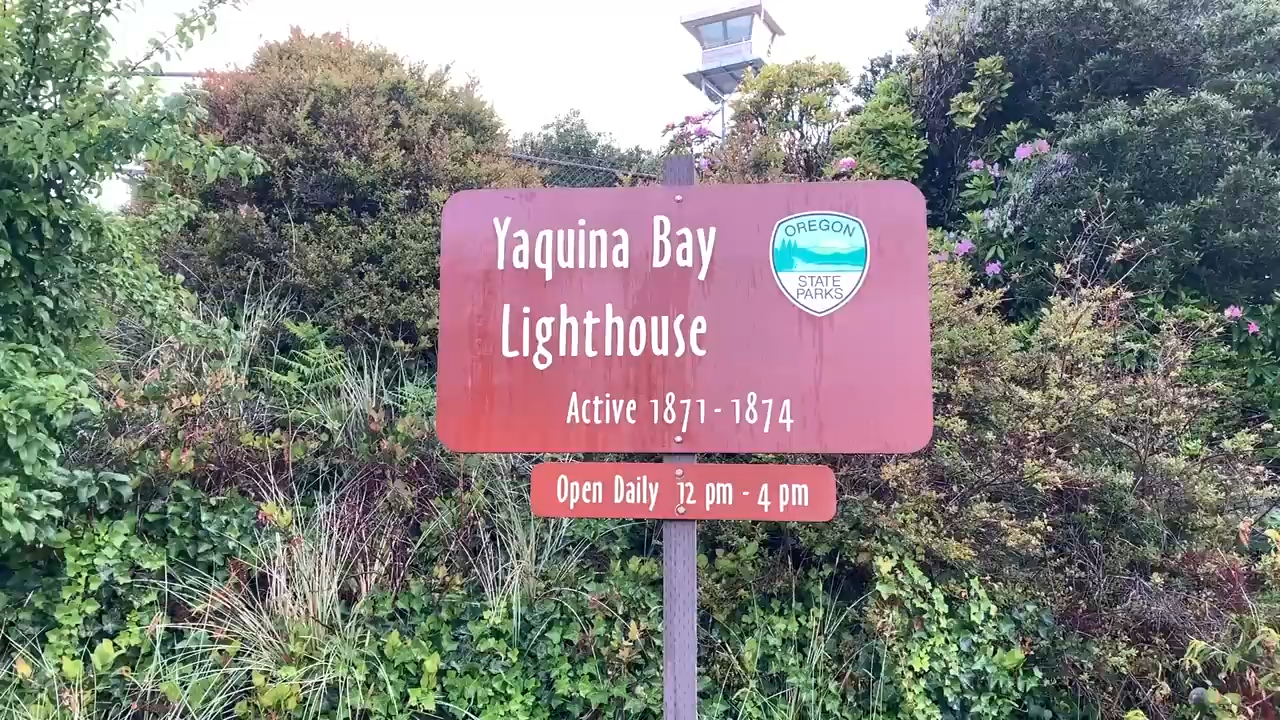 Yaquina Bay
Lighthouse
Active 1871 - 1874
OREGON
STATE
PARKS
Open Daily 12 pm - 4 pm